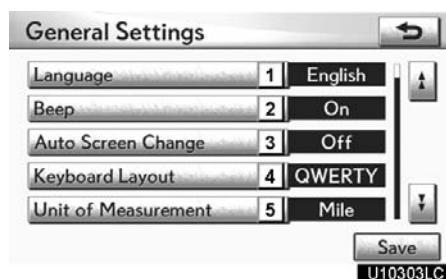 General Settings
Language 1 English
Beep 2 On
Auto Screen Change 3 Off
Keyboard Layout 4 QWERTY
Unit of Measurement 5 Mile
Save
U10303LC